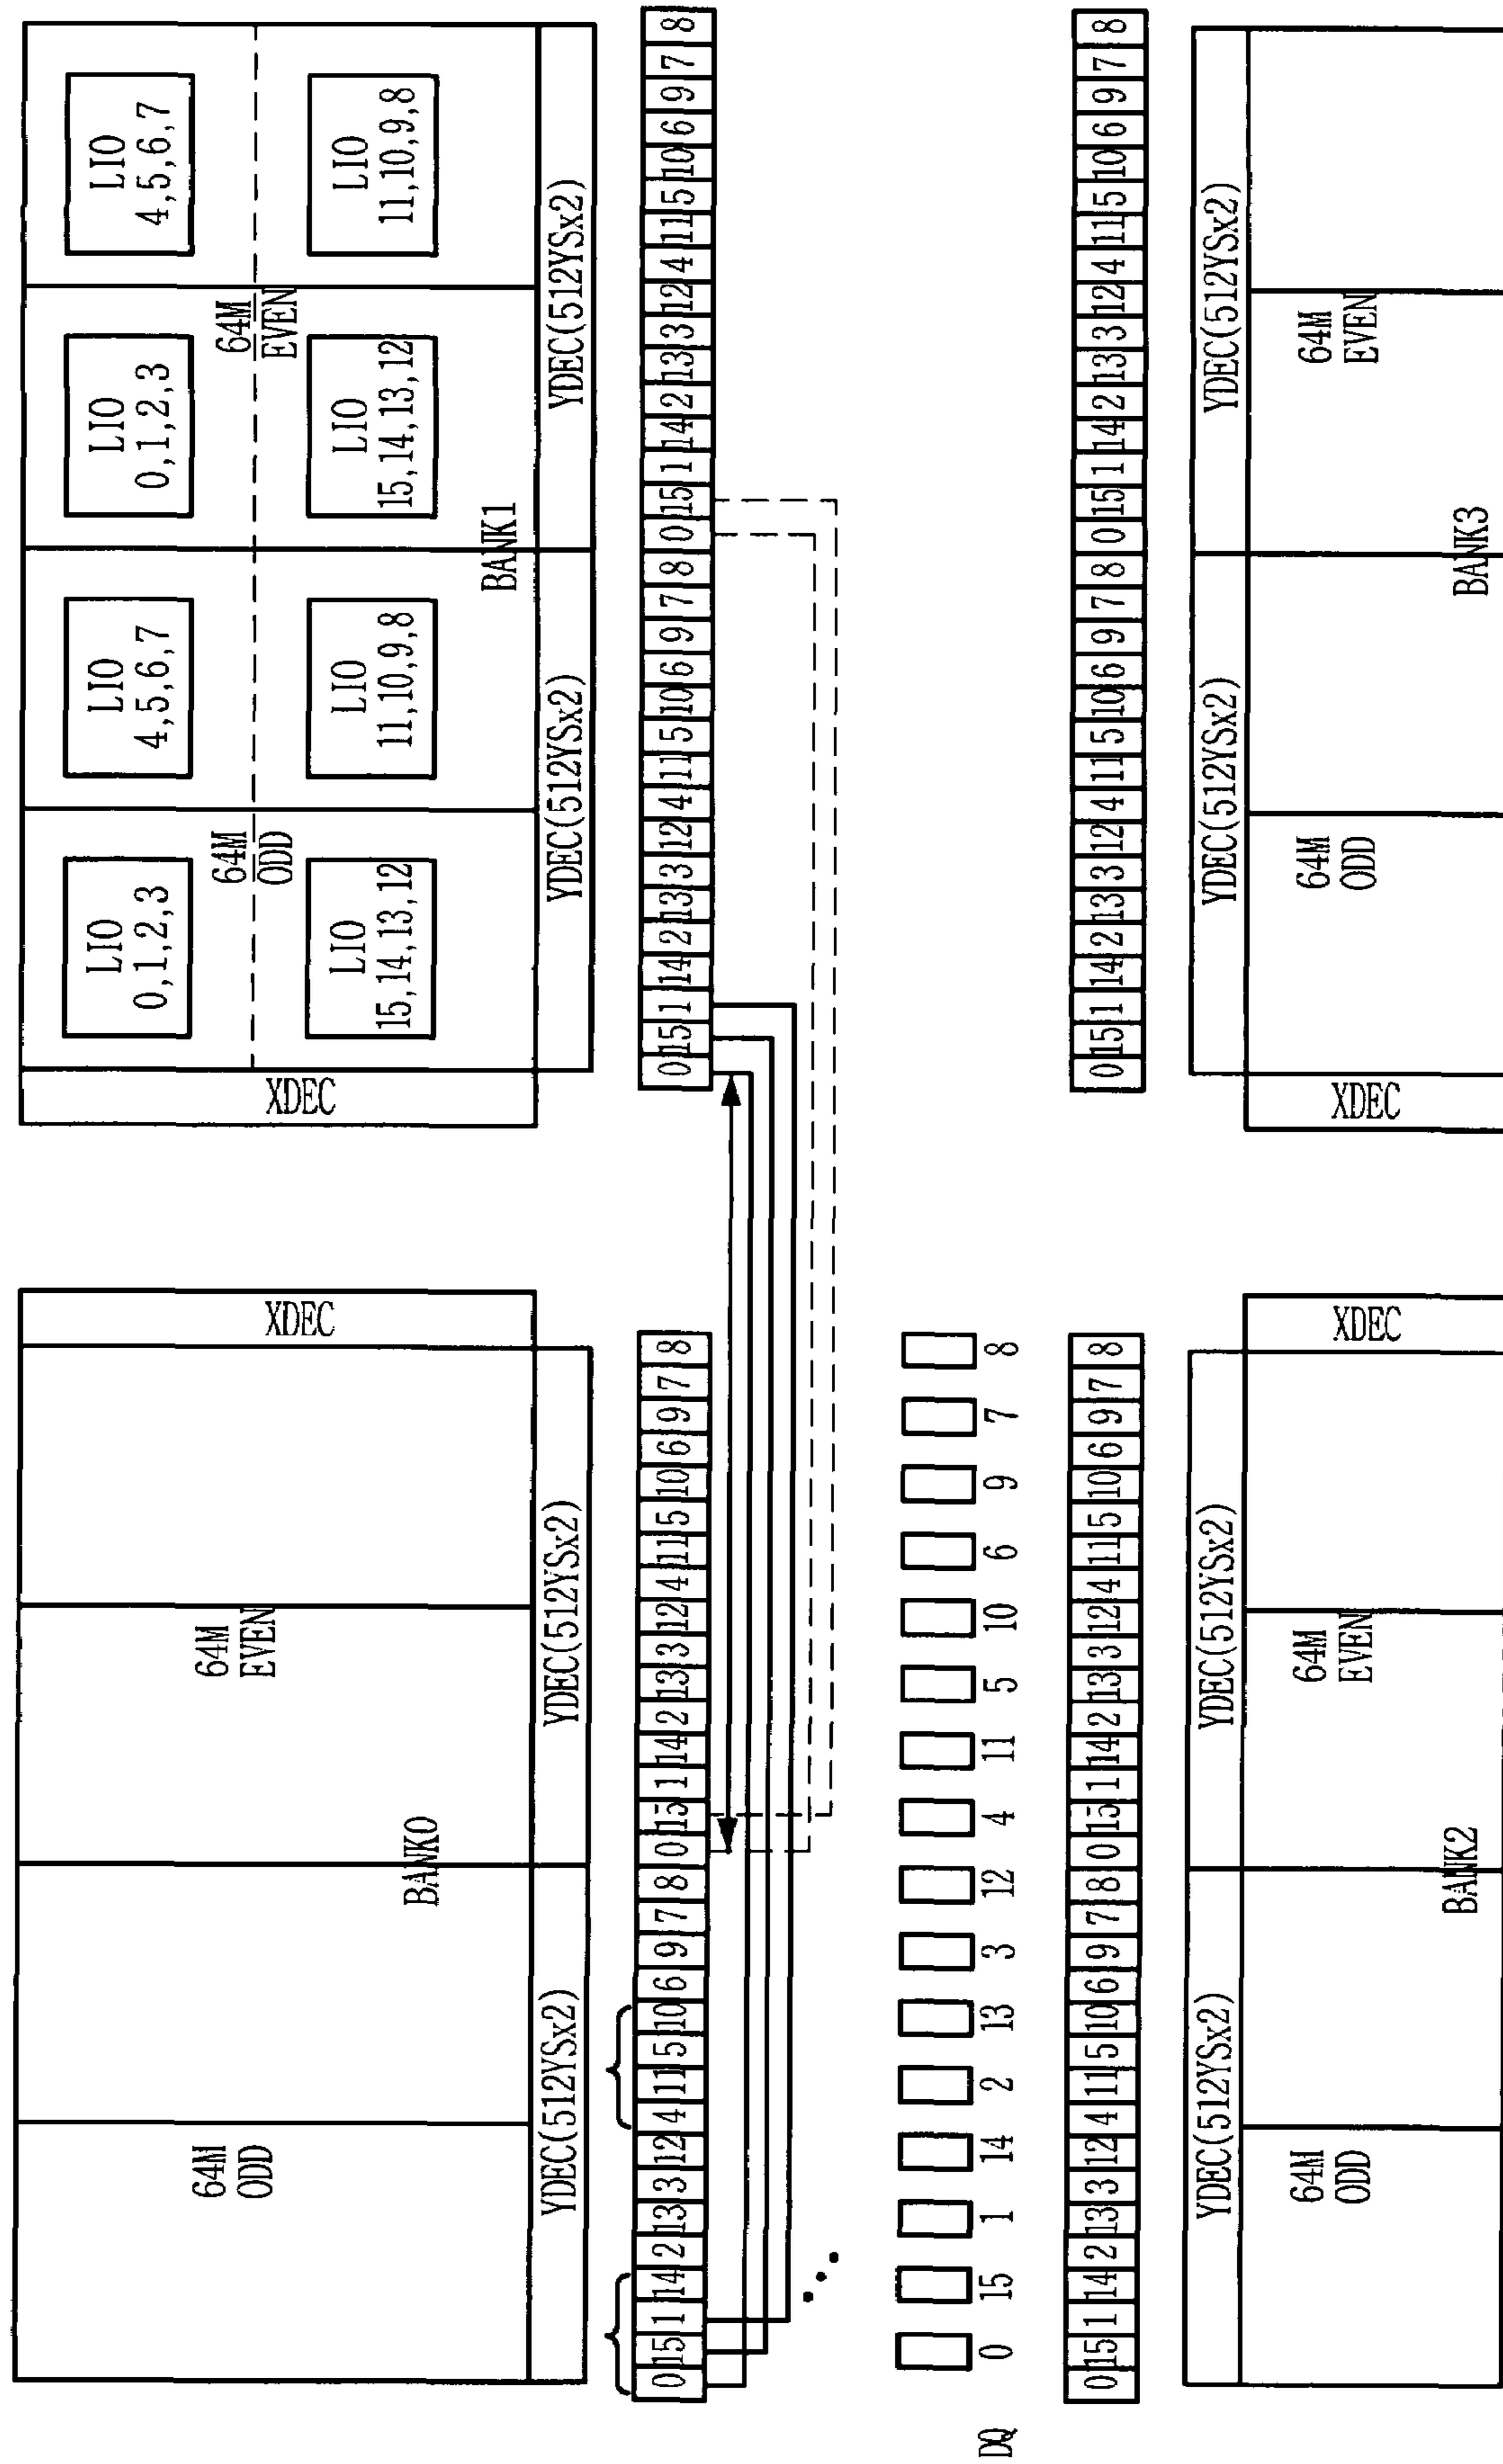 64M
ODD
64M
EVEN
BANK0
XDEC
YDEC(512YSx2)
YDEC(512YSx2)
XDEC
LIO
0,1,2,3
LIO
4,5,6,7
LIO
0,1,2,3
LIO
4,5,6,7
64M
ODD
64M
EVEN
LIO
15,14,13,12
LIO
11,10,9,8
LIO
15,14,13,12
LIO
11,10,9,8
BANK1
YDEC(512YSx2)
YDEC(512YSx2)
0 15 1 14 2 13 3 12 4 11 5 10 6 9 7 8 0 15 1 14 2 13 3 12 4 11 5 10 6 9 7 8
0 15 1 14 2 13 3 12 4 11 5 10 6 9 7 8 0 15 1 14 2 13 3 12 4 11 5 10 6 9 7 8
DQ 0 15 1 14 2 13 3 12 4 11 5 10 6 9 7 8
0 15 1 14 2 13 3 12 4 11 5 10 6 9 7 8 0 15 1 14 2 13 3 12 4 11 5 10 6 9 7 8
0 15 1 14 2 13 3 12 4 11 5 10 6 9 7 8 0 15 1 14 2 13 3 12 4 11 5 10 6 9 7 8
YDEC(512YSx2)
YDEC(512YSx2)
64M
ODD
64M
EVEN
XDEC
BANK2
YDEC(512YSx2)
YDEC(512YSx2)
XDEC
64M
ODD
64M
EVEN
BANK3